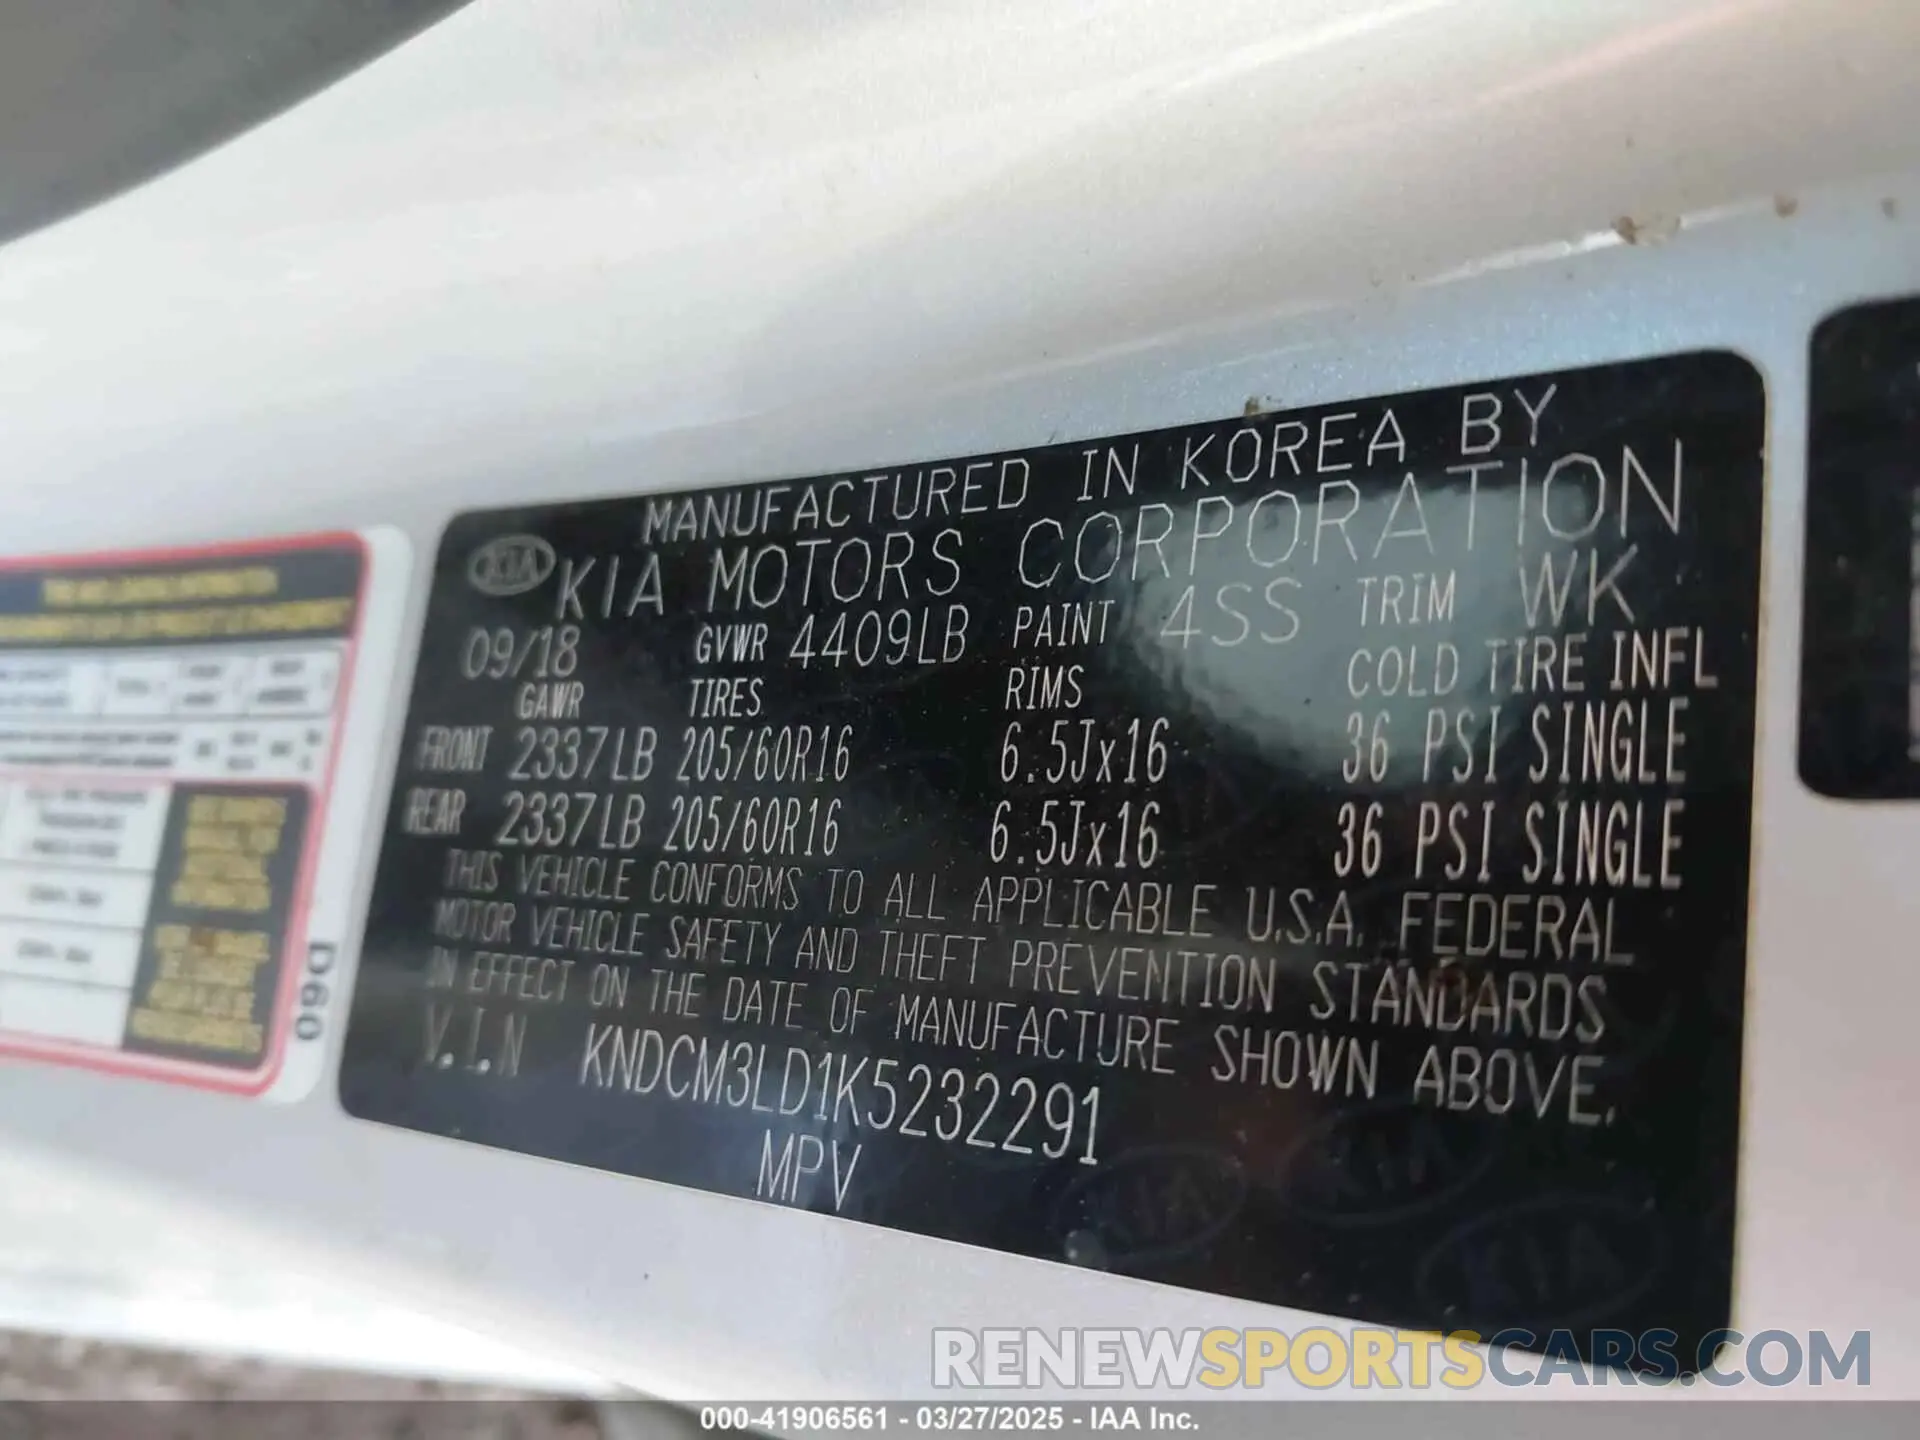 MANUFACTURED IN KOREA BY
KIA KIA MOTORS CORPORATION
09/18 GVWR 4409LB PAINT 4SS TRIM WK
GAWR TIRES RIMS COLD TIRE INFL
FRONT 2337LB 205/60R16 6.5Jx16 36 PSI SINGLE
REAR 2337LB 205/60R16 6.5Jx16 36 PSI SINGLE
THIS VEHICLE CONFORMS TO ALL APPLICABLE U.S.A. FEDERAL
MOTOR VEHICLE SAFETY AND THEFT PREVENTION STANDARDS
IN EFFECT ON THE DATE OF MANUFACTURE SHOWN ABOVE.
V.I.N KNDCM3LD1K5232291
MPV
KIA KIA KIA
D60
RENEWSPORTSCARS.COM
000-41906561 - 03/27/2025 - IAA Inc.